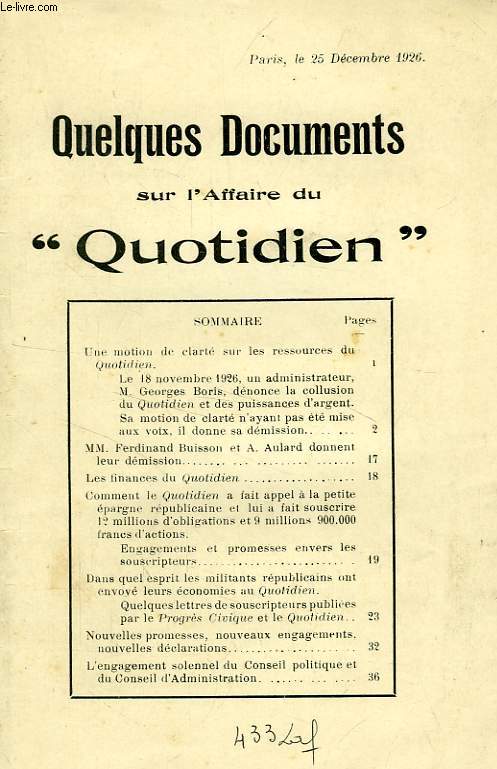 Le-livre.com
Paris, le 25 Décembre 1926.
Quelques Documents
sur l'Affaire du
“ Quotidien ”
SOMMAIRE Pages
Une motion de clarté sur les ressources du
Quotidien. 1
Le 18 novembre 1926, un administrateur,
M. Georges Boris, dénonce la collusion
du Quotidien et des puissances d'argent.
Sa motion de clarté n'ayant pas été mise
aux voix, il donne sa démission........ 2
MM. Ferdinand Buisson et A. Aulard donnent
leur démission....... ... .................. 17
Les finances du Quotidien .................. 18
Comment le Quotidien a fait appel à la petite
épargne républicaine et lui a fait souscrire
12 millions d'obligations et 9 millions 900.000
francs d'actions.
Engagements et promesses envers les
souscripteurs......................... 19
Dans quel esprit les militants républicains ont
envoyé leurs économies au Quotidien.
Quelques lettres de souscripteurs publiées
par le Progrès Civique et le Quotidien.. 23
Nouvelles promesses, nouveaux engagements,
nouvelles déclarations...................... 32
L'engagement solennel du Conseil politique et
du Conseil d'Administration. ........ .... 36